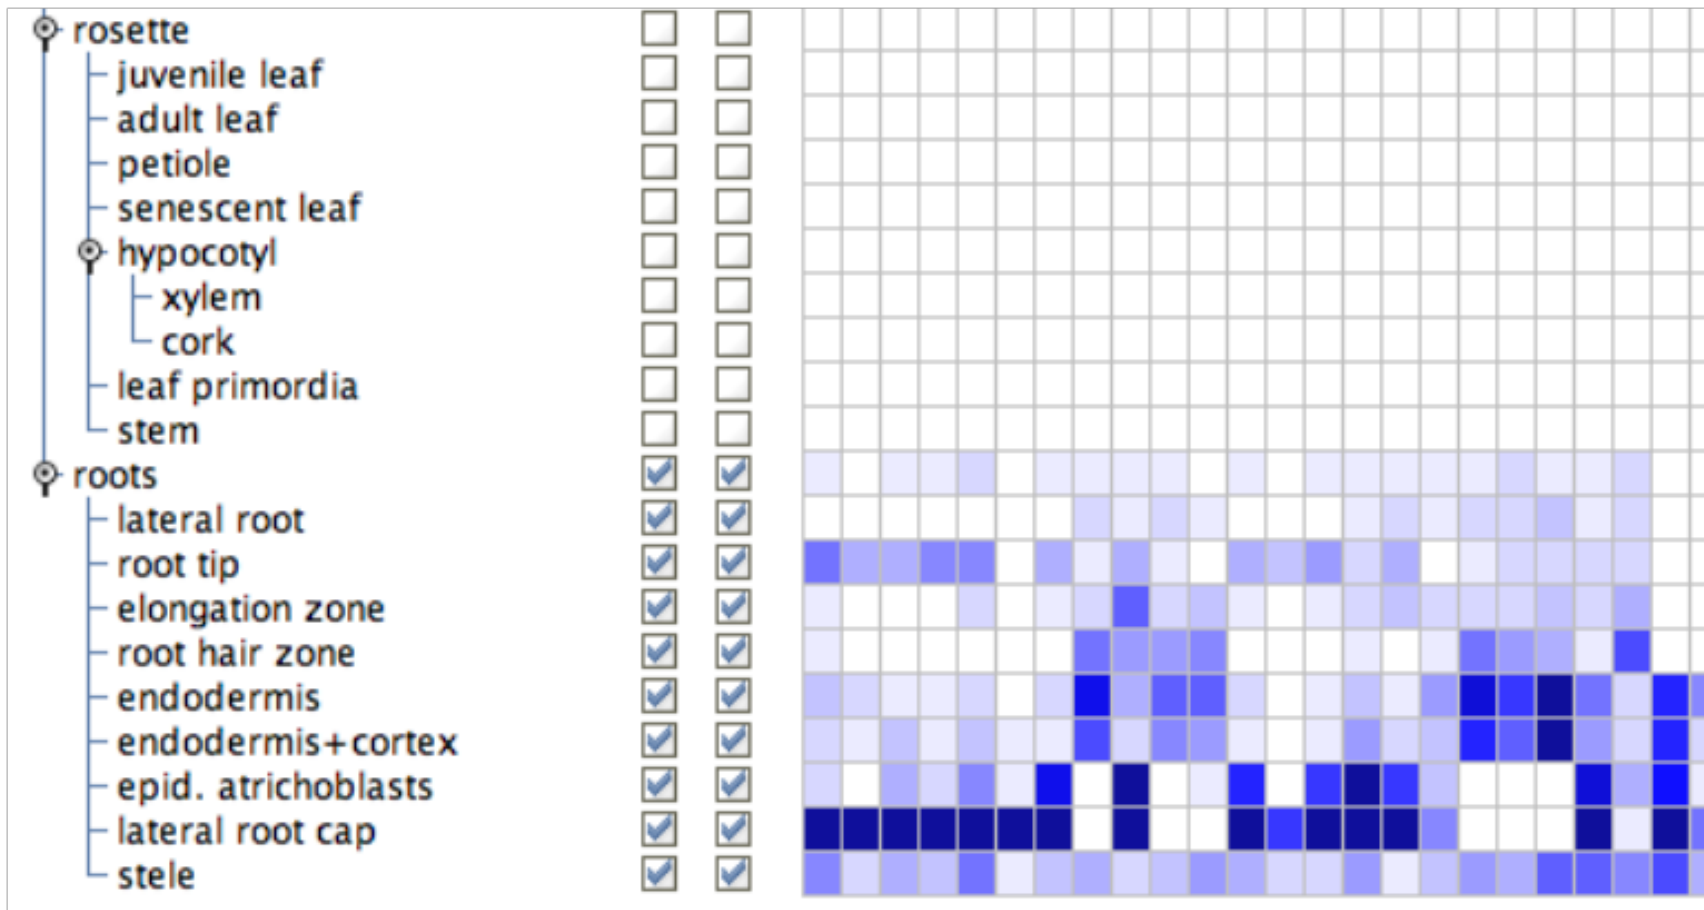 rosette
juvenile leaf
adult leaf
petiole
senescent leaf
hypocotyl
xylem
cork
leaf primordia
stem
roots
lateral root
root tip
elongation zone
root hair zone
endodermis
endodermis+cortex
epid. atrichoblasts
lateral root cap
stele